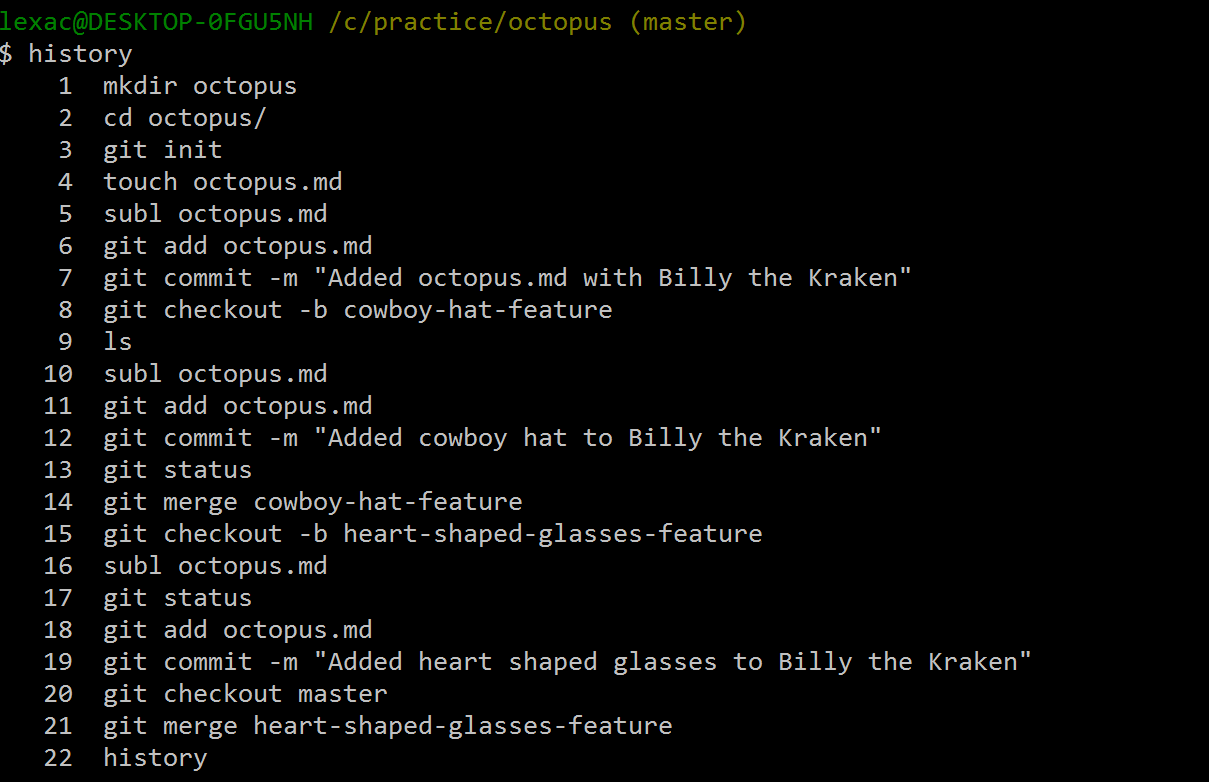 lexac@DESKTOP-0FGU5NH /c/practice/octopus (master)
$ history
    1  mkdir octopus
    2  cd octopus/
    3  git init
    4  touch octopus.md
    5  subl octopus.md
    6  git add octopus.md
    7  git commit -m "Added octopus.md with Billy the Kraken"
    8  git checkout -b cowboy-hat-feature
    9  ls
   10  subl octopus.md
   11  git add octopus.md
   12  git commit -m "Added cowboy hat to Billy the Kraken"
   13  git status
   14  git merge cowboy-hat-feature
   15  git checkout -b heart-shaped-glasses-feature
   16  subl octopus.md
   17  git status
   18  git add octopus.md
   19  git commit -m "Added heart shaped glasses to Billy the Kraken"
   20  git checkout master
   21  git merge heart-shaped-glasses-feature
   22  history